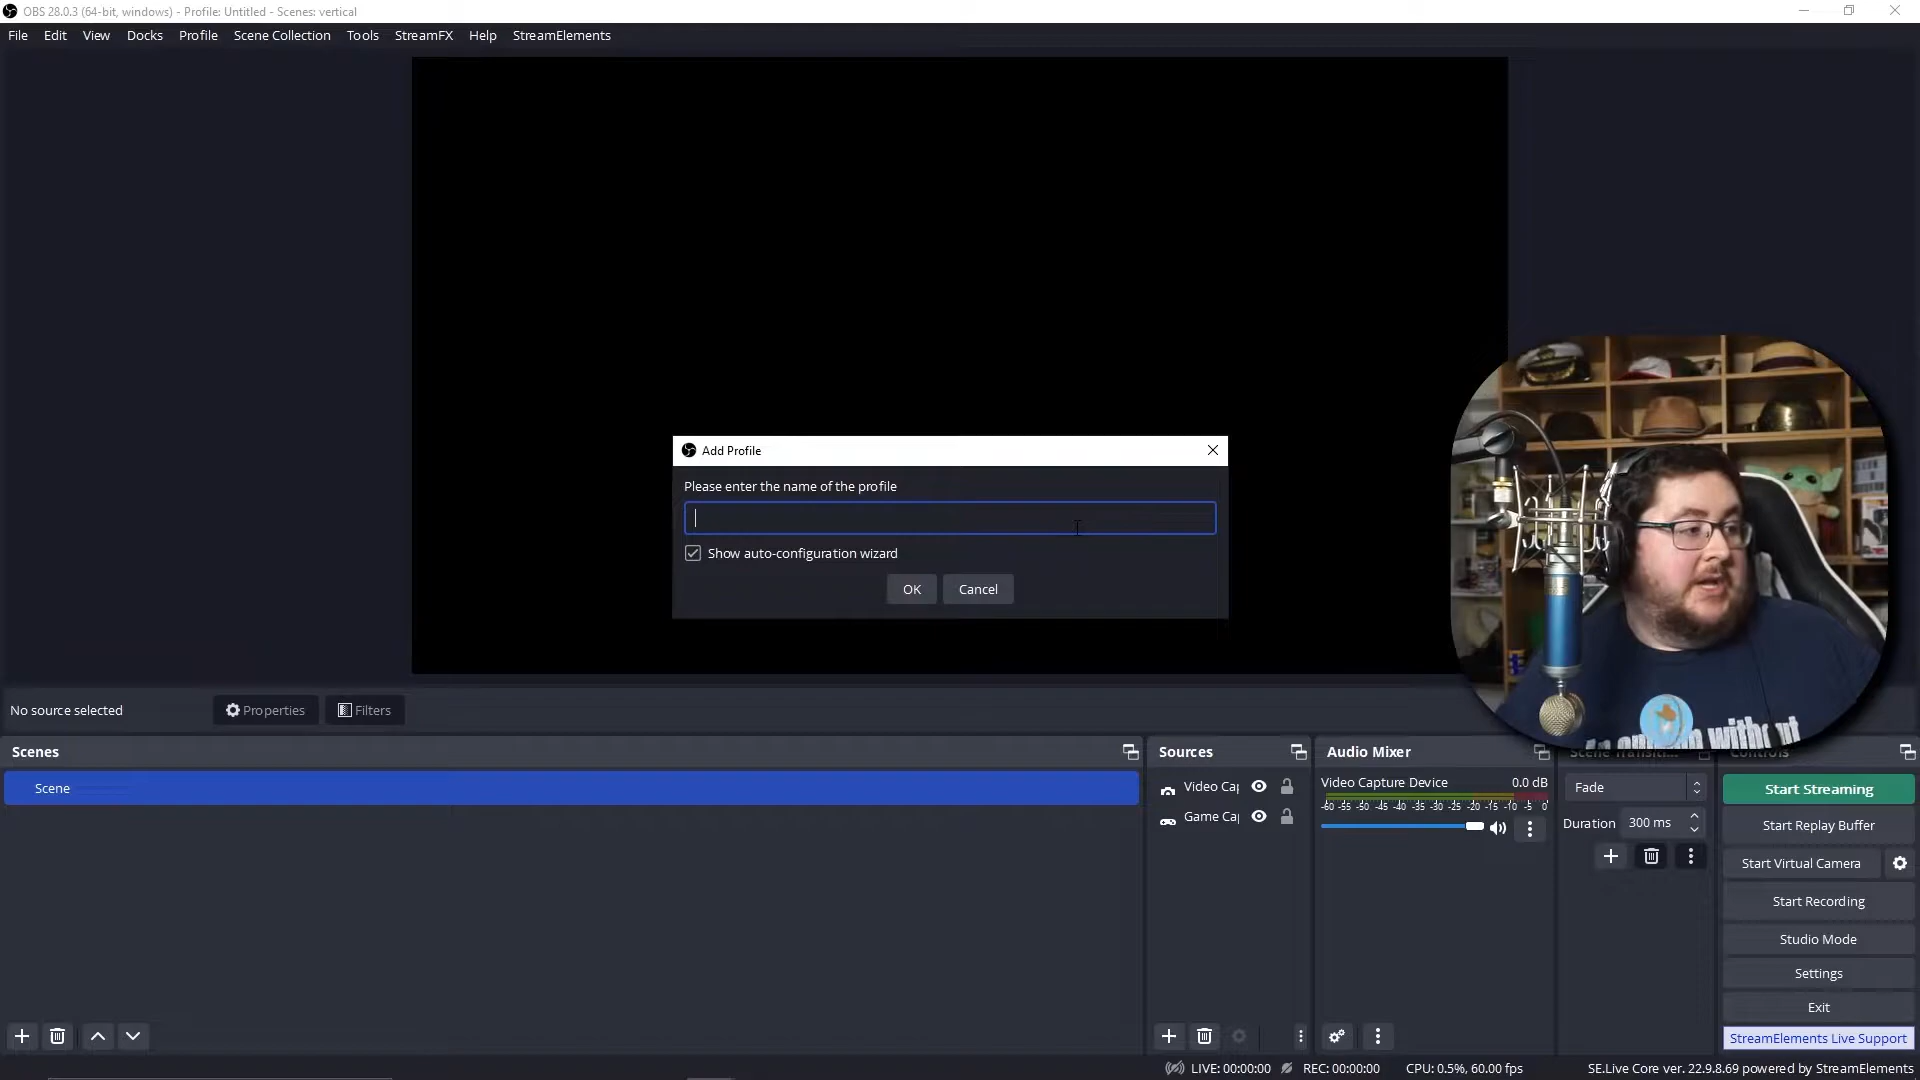 OBS 28.0.3 (64-bit, windows) - Profile: Untitled - Scenes: vertical
File Edit View Docks Profile Scene Collection Tools StreamFX Help StreamElements
Add Profile
Please enter the name of the profile
Show auto-configuration wizard
OK Cancel
No source selected Properties Filters
Scenes
Scene
Sources
Video Cap
Game Cap
Audio Mixer
Video Capture Device 0.0 dB
-60 -55 -50 -45 -40 -35 -30 -25 -20 -15 -10 -5 0
Fade
Duration 300 ms
Controls
Start Streaming
Start Replay Buffer
Start Virtual Camera
Start Recording
Studio Mode
Settings
Exit
StreamElements Live Support
LIVE: 00:00:00 REC: 00:00:00 CPU: 0.5%, 60.00 fps SE.Live Core ver. 22.9.8.69 powered by StreamElements